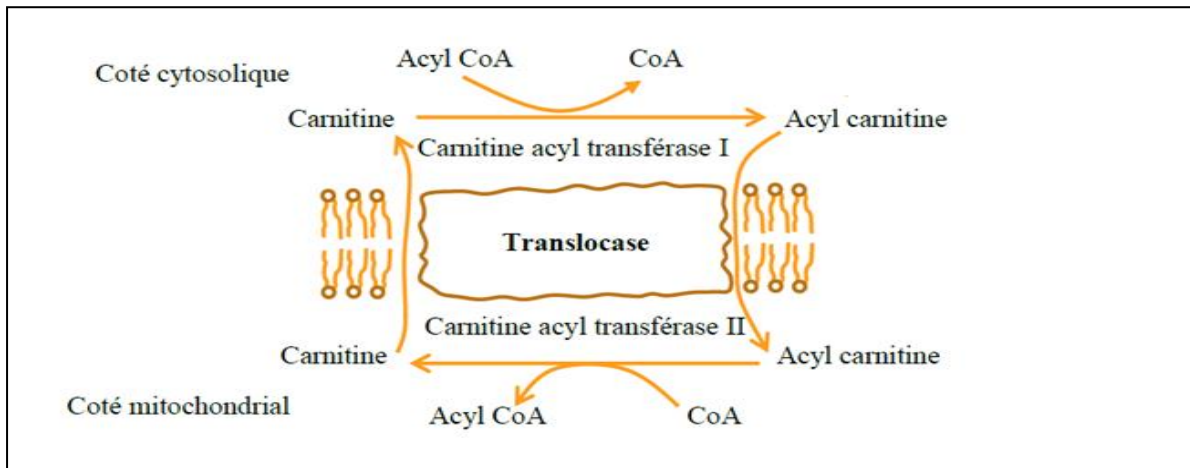 Acyl CoA CoA
Coté cytosolique
Carnitine Acyl carnitine
Carnitine acyl transférase I
Translocase
Carnitine acyl transférase II
Carnitine Acyl carnitine
Coté mitochondrial
Acyl CoA CoA